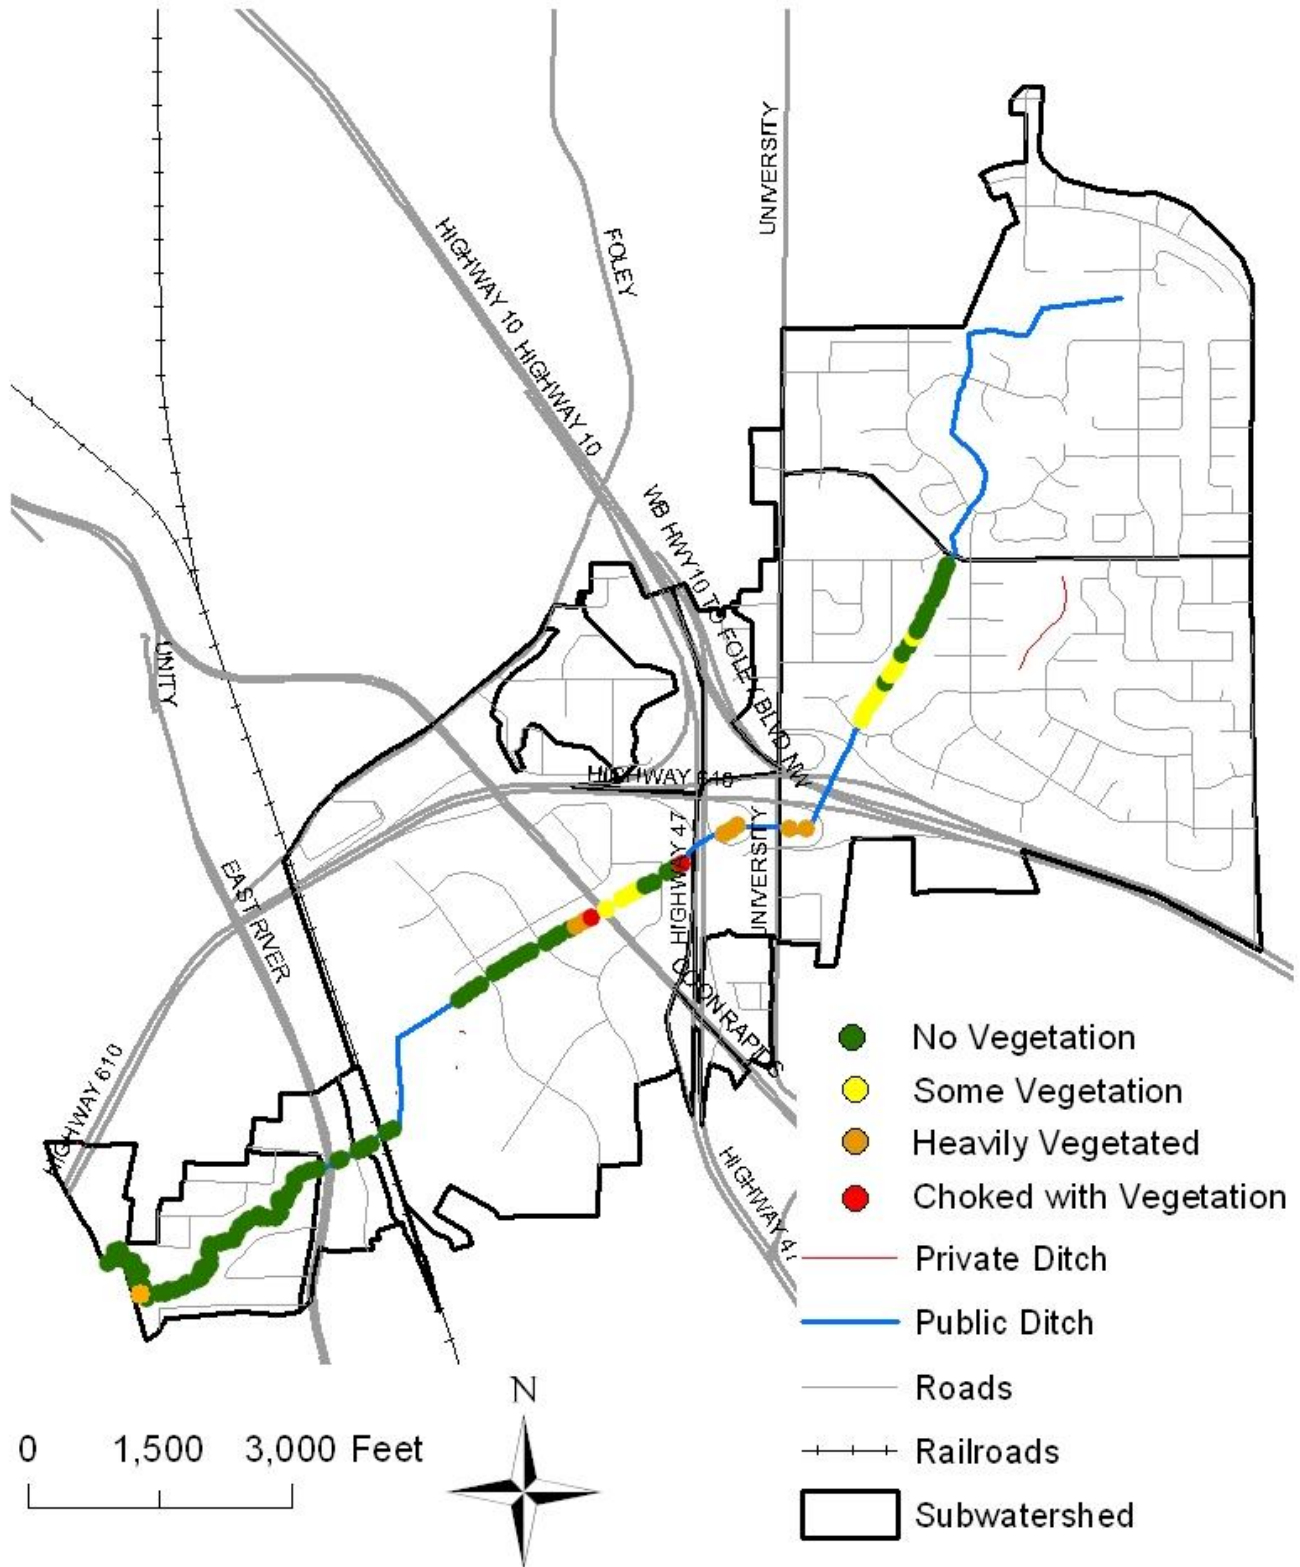 UNIVERSITY
HIGHWAY 10
FOLEY
HIGHWAY 10
WB HWY10 TO FOLEY BLVD NW
UNITY
HIGHWAY 610
HIGHWAY 47
UNIVERSITY
EAST RIVER
COON RAPIDS
HIGHWAY 610
HIGHWAY 47
No Vegetation
Some Vegetation
Heavily Vegetated
Choked with Vegetation
Private Ditch
Public Ditch
Roads
Railroads
Subwatershed
N
0 1,500 3,000 Feet